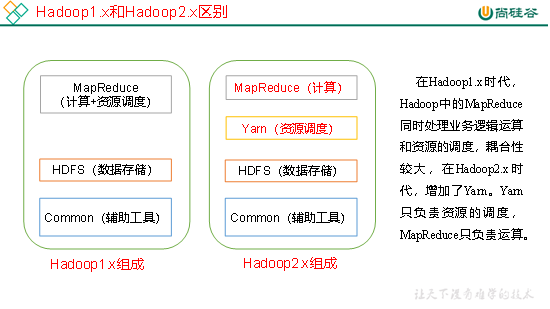 Hadoop1.x和Hadoop2.x区别
尚硅谷
MapReduce
（计算+资源调度）
HDFS（数据存储）
Common（辅助工具）
Hadoop1.x组成
MapReduce（计算）
Yarn（资源调度）
HDFS（数据存储）
Common（辅助工具）
Hadoop2.x组成
在Hadoop1.x时代，
Hadoop中的MapReduce
同时处理业务逻辑运算
和资源的调度，耦合性
较大，在Hadoop2.x时
代，增加了Yarn。Yarn
只负责资源的调度，
MapReduce只负责运算。
让天下没有难学的技术